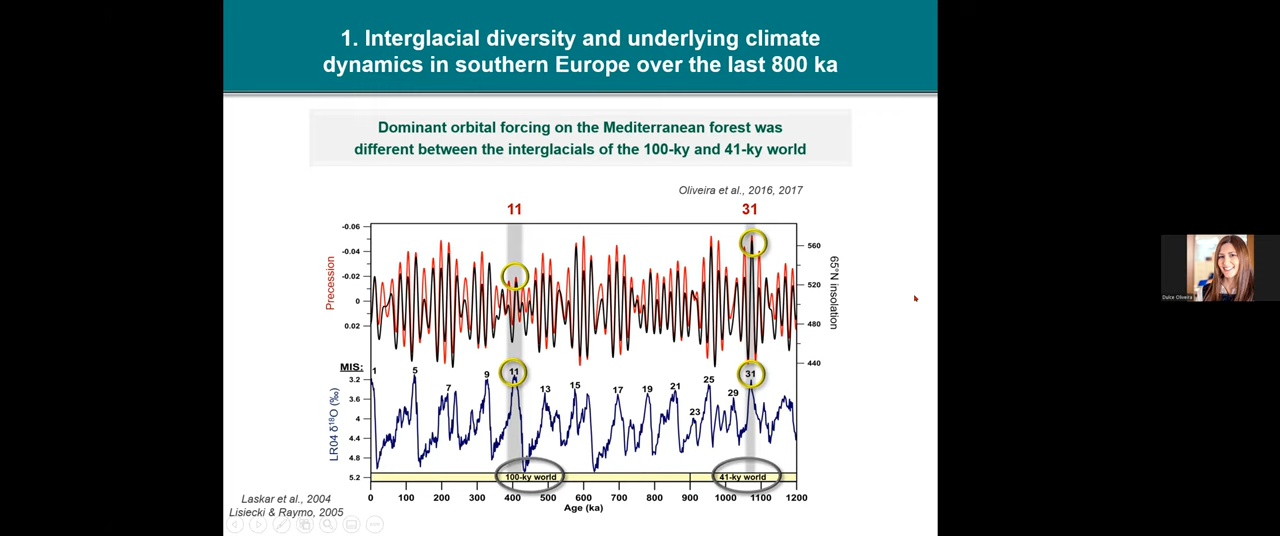 1. Interglacial diversity and underlying climate
dynamics in southern Europe over the last 800 ka
Dominant orbital forcing on the Mediterranean forest was
different between the interglacials of the 100-ky and 41-ky world
Oliveira et al., 2016, 2017
11 31
-0.06
-0.04
-0.02
0
0.02
Precession
560
520
480
440
65°N insolation
MIS:
1 5 7 9 11 13 15 17 19 21 23 25 29 31
3.2
3.6
4
4.4
4.8
5.2
LR04 δ18O (‰)
100-ky world 41-ky world
0 100 200 300 400 500 600 700 800 900 1000 1100 1200
Age (ka)
Laskar et al., 2004
Lisiecki & Raymo, 2005
Dulce Oliveira